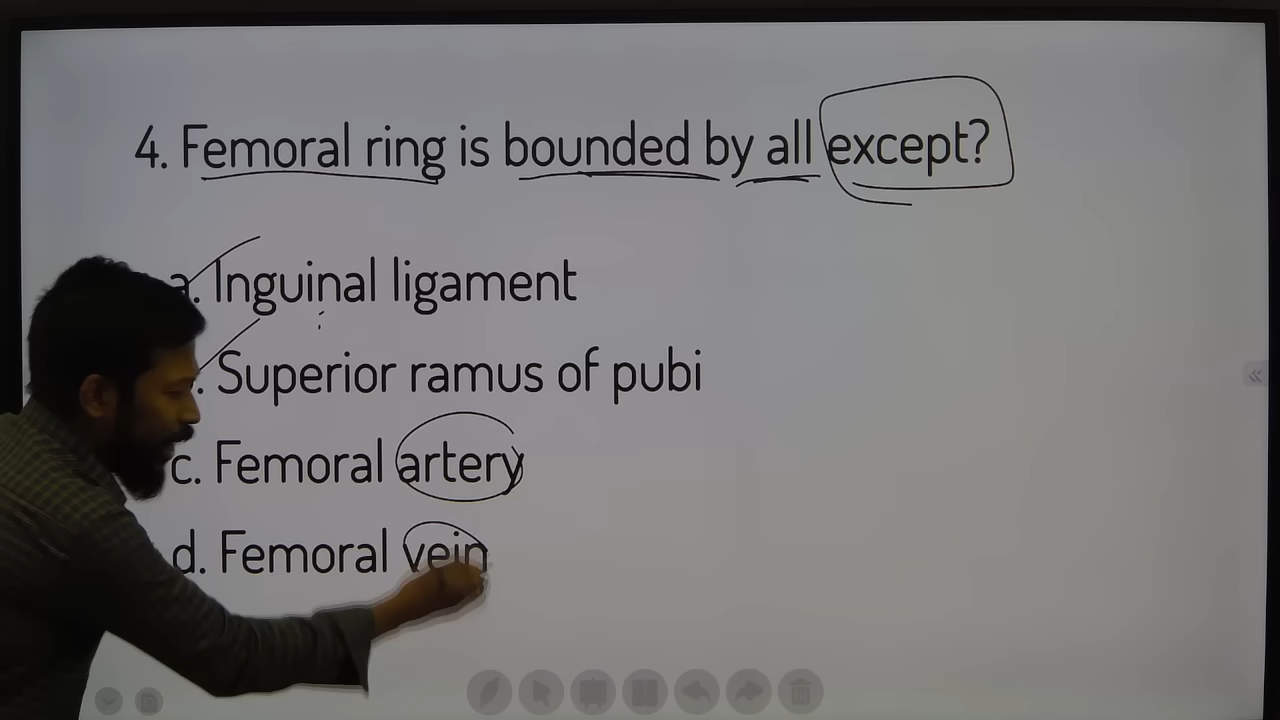 4. Femoral ring is bounded by all except?
a. Inguinal ligament
. Superior ramus of pubi
c. Femoral artery
d. Femoral vein